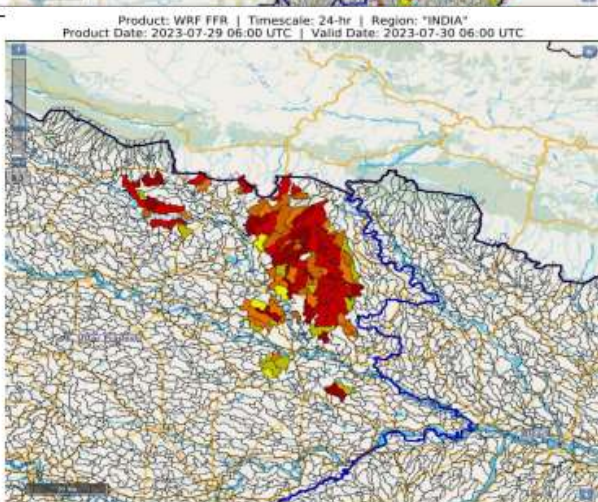 Product: WRF FFR | Timescale: 24-hr | Region: "INDIA"
Product Date: 2023-07-29 06:00 UTC | Valid Date: 2023-07-30 06:00 UTC
Pradesh